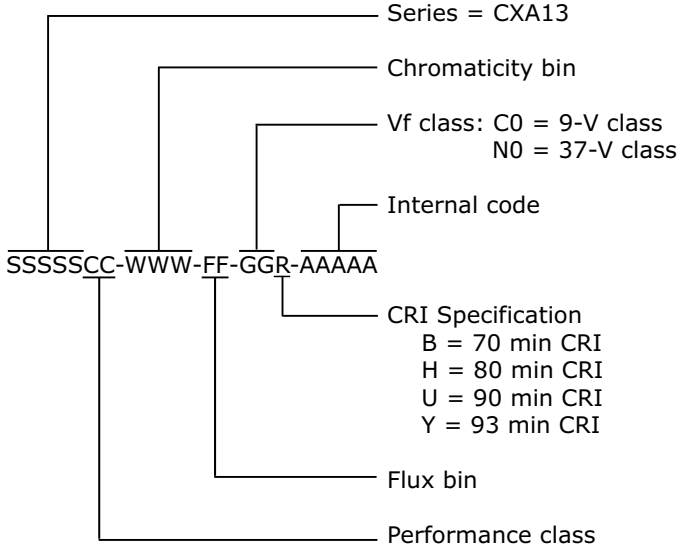 Series = CXA13
Chromaticity bin
Vf class: C0 = 9-V class
N0 = 37-V class
Internal code
SSSSSCC-WWW-FF-GGR-AAAAA
CRI Specification
B = 70 min CRI
H = 80 min CRI
U = 90 min CRI
Y = 93 min CRI
Flux bin
Performance class